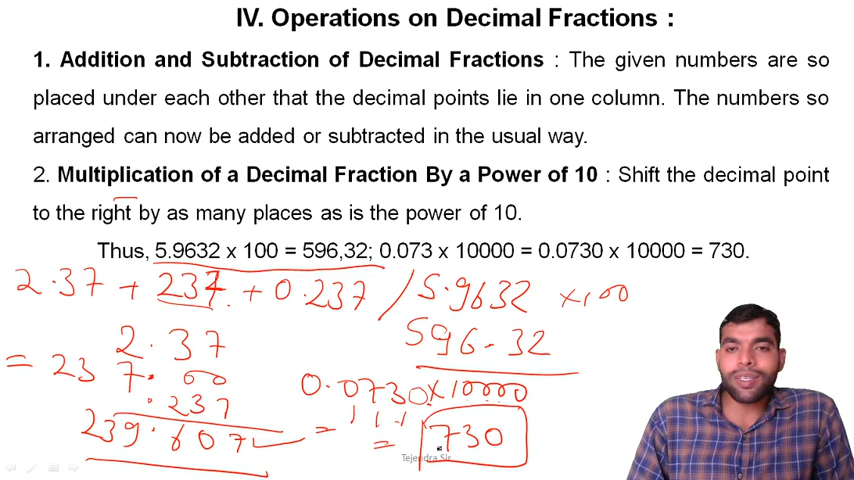 IV. Operations on Decimal Fractions :
1. Addition and Subtraction of Decimal Fractions : The given numbers are so
placed under each other that the decimal points lie in one column. The numbers so
arranged can now be added or subtracted in the usual way.
2. Multiplication of a Decimal Fraction By a Power of 10 : Shift the decimal point
to the right by as many places as is the power of 10.
Thus, 5.9632 x 100 = 596,32; 0.073 x 10000 = 0.0730 x 10000 = 730.
2.37 + 237 + 0.237 / 5.9632 x100
596.32
2.37
= 237.00
.237
239.607
0.0730x10000
=
= 730
Tejendra Sir